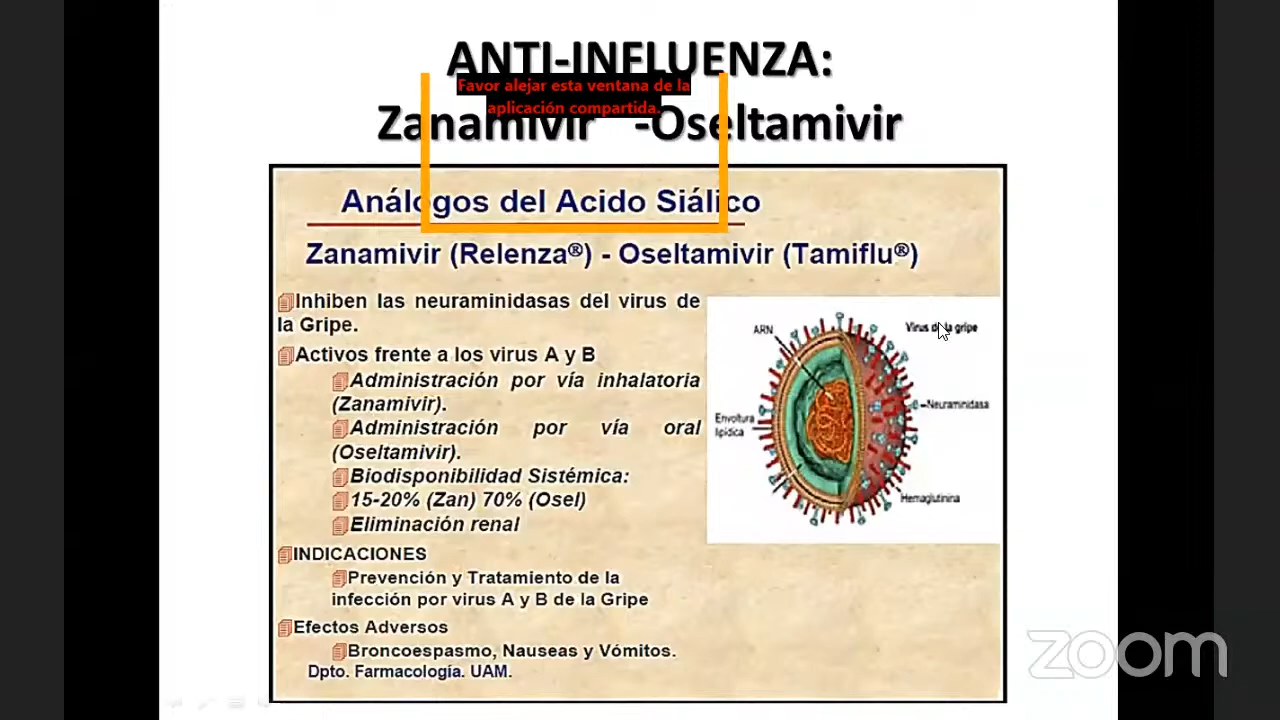 ANTI-INFLUENZA:
Favor alejar esta ventana de la
aplicación compartida.
Zanamivir -Oseltamivir
Análogos del Acido Siálico
Zanamivir (Relenza®) - Oseltamivir (Tamiflu®)
Inhiben las neuraminidasas del virus de
la Gripe.
Activos frente a los virus A y B
Administración por vía inhalatoria
(Zanamivir).
Administración por vía oral
(Oseltamivir).
Biodisponibilidad Sistémica:
15-20% (Zan) 70% (Osel)
Eliminación renal
INDICACIONES
Prevención y Tratamiento de la
infección por virus A y B de la Gripe
Efectos Adversos
Broncoespasmo, Nauseas y Vómitos.
Dpto. Farmacología. UAM.
ARN
Virus de la gripe
Neuraminidasa
Envoltura
lipídica
Hemaglutinina
zoom